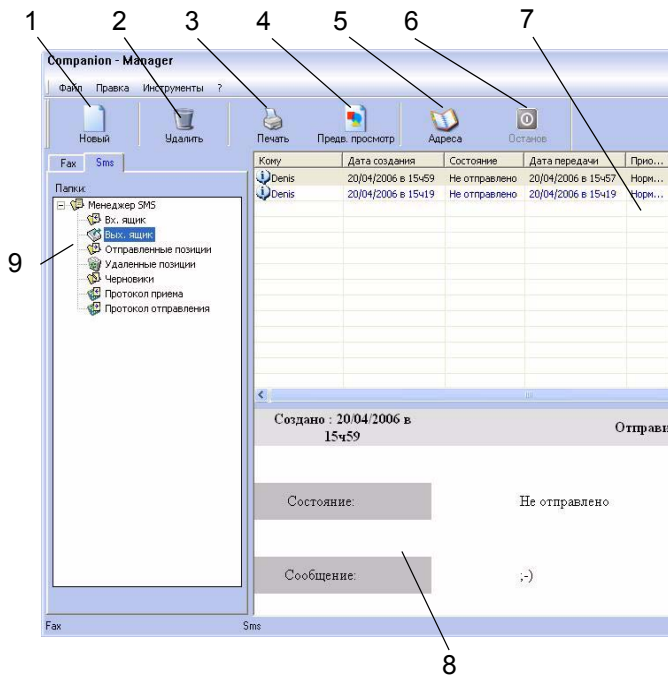 1 2 3 4 5 6 7
Companion - Manager
Файл Правка Инструменты ?
Новый Удалить Печать Предв. просмотр Адреса Останов
Fax Sms
Папки:
Менеджер SMS
Вх. ящик
Вых. ящик
Отправленные позиции
Удаленные позиции
Черновики
Протокол приема
Протокол отправления
9
Кому Дата создания Состояние Дата передачи Прио...
Denis 20/04/2006 в 15ч59 Не отправлено 20/04/2006 в 15ч57 Норм...
Denis 20/04/2006 в 15ч19 Не отправлено 20/04/2006 в 15ч19 Норм...
Создано : 20/04/2006 в
15ч59
Отправи
Состояние: Не отправлено
Сообщение: ;-)
Fax Sms
8